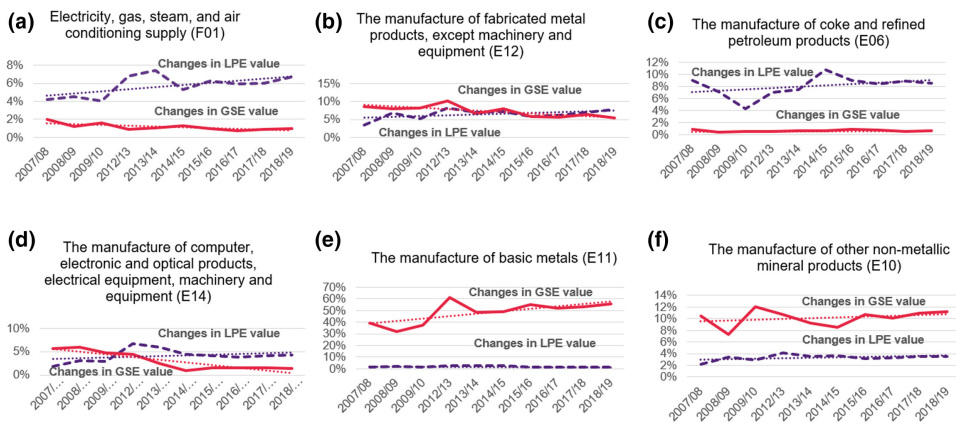 (a)
Electricity, gas, steam, and air
conditioning supply (F01)
8%
6%
4%
2%
0%
Changes in LPE value
Changes in GSE value
2007/08
2008/09
2009/10
2012/13
2013/14
2014/15
2015/16
2016/17
2017/18
2018/19
(b)
The manufacture of fabricated metal
products, except machinery and
equipment (E12)
15%
10%
5%
0%
Changes in GSE value
Changes in LPE value
2007/08
2008/09
2009/10
2012/13
2013/14
2014/15
2015/16
2016/17
2017/18
2018/19
(c)
The manufacture of coke and refined
petroleum products (E06)
12%
10%
8%
6%
4%
2%
0%
Changes in LPE value
Changes in GSE value
2007/08
2008/09
2009/10
2012/13
2013/14
2014/15
2015/16
2016/17
2017/18
2018/19
(d)
The manufacture of computer,
electronic and optical products,
electrical equipment, machinery and
equipment (E14)
10%
5%
0%
Changes in LPE value
Changes in GSE value
2007/...
2008/...
2009/...
2012/...
2013/...
2014/...
2015/...
2016/...
2017/...
2018/...
(e)
The manufacture of basic metals (E11)
70%
60%
50%
40%
30%
20%
10%
0%
Changes in GSE value
Changes in LPE value
2007/08
2008/09
2009/10
2012/13
2013/14
2014/15
2015/16
2016/17
2017/18
2018/19
(f)
The manufacture of other non-metallic
mineral products (E10)
14%
12%
10%
8%
6%
4%
2%
0%
Changes in GSE value
Changes in LPE value
2007/08
2008/09
2009/10
2012/13
2013/14
2014/15
2015/16
2016/17
2017/18
2018/19